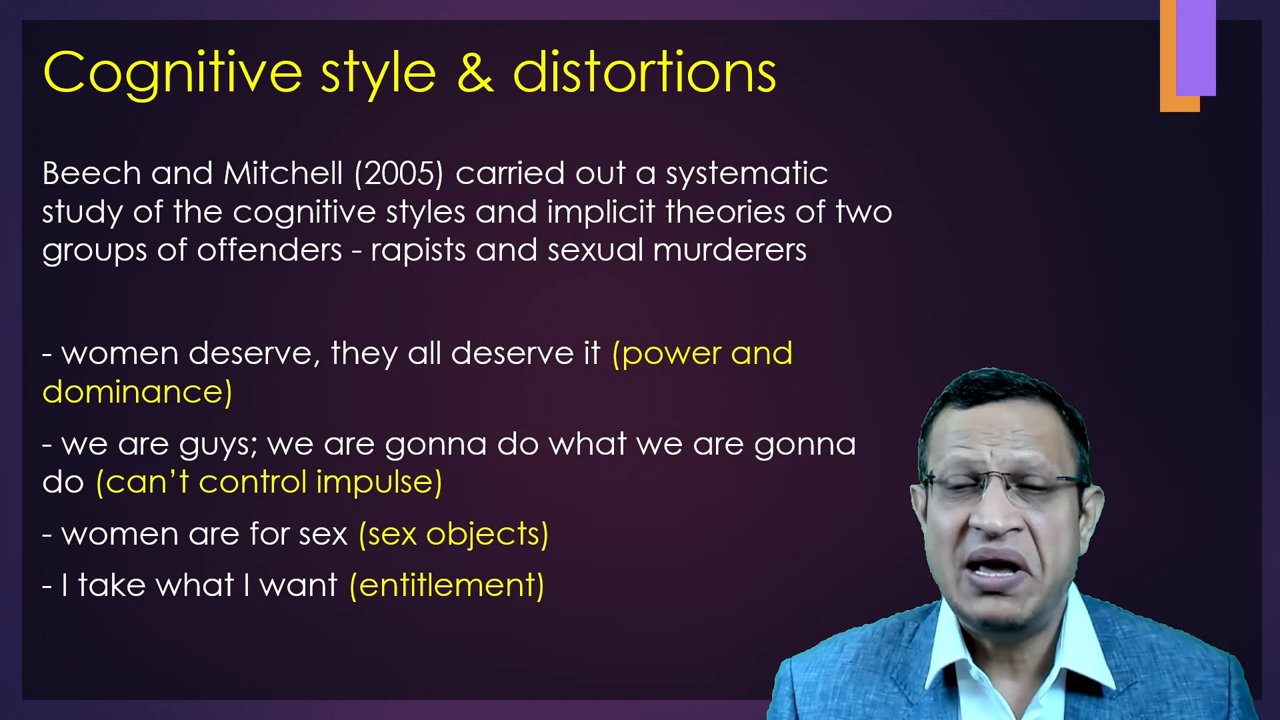 Cognitive style & distortions
Beech and Mitchell (2005) carried out a systematic
study of the cognitive styles and implicit theories of two
groups of offenders - rapists and sexual murderers
- women deserve, they all deserve it (power and
dominance)
- we are guys; we are gonna do what we are gonna
do (can’t control impulse)
- women are for sex (sex objects)
- I take what I want (entitlement)